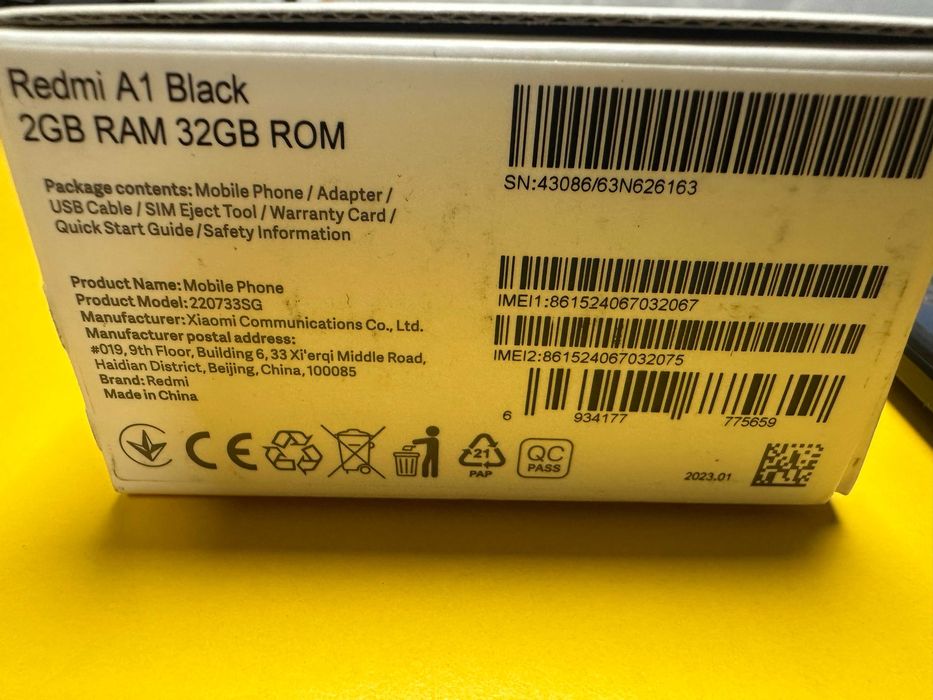 Redmi A1 Black
2GB RAM 32GB ROM
Package contents: Mobile Phone / Adapter /
USB Cable / SIM Eject Tool / Warranty Card /
Quick Start Guide / Safety Information
Product Name: Mobile Phone
Product Model: 220733SG
Manufacturer: Xiaomi Communications Co., Ltd.
Manufacturer postal address:
#019, 9th Floor, Building 6, 33 Xi'erqi Middle Road,
Haidian District, Beijing, China, 100085
Brand: Redmi
Made in China
SN:43086/63N626163
IMEI1:861524067032067
IMEI2:861524067032075
6 934177 775659
CE
21
PAP
QC
PASS
2023.01